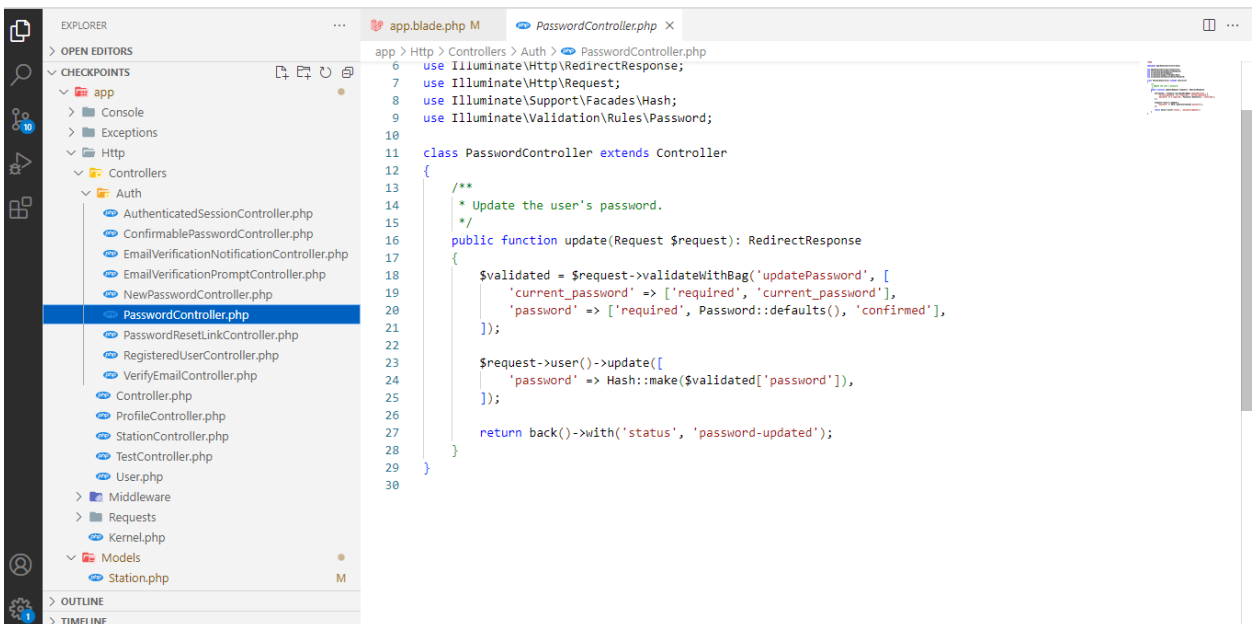 EXPLORER
OPEN EDITORS
CHECKPOINTS
app
Console
Exceptions
Http
Controllers
Auth
AuthenticatedSessionController.php
ConfirmablePasswordController.php
EmailVerificationNotificationController.php
EmailVerificationPromptController.php
NewPasswordController.php
PasswordController.php
PasswordResetLinkController.php
RegisteredUserController.php
VerifyEmailController.php
Controller.php
ProfileController.php
StationController.php
TestController.php
User.php
Middleware
Requests
Kernel.php
Models
Station.php M
OUTLINE
TIMELINE
10
1
app.blade.php M PasswordController.php
app > Http > Controllers > Auth > PasswordController.php
6 use Illuminate\Http\RedirectResponse;
7 use Illuminate\Http\Request;
8 use Illuminate\Support\Facades\Hash;
9 use Illuminate\Validation\Rules\Password;
10
11 class PasswordController extends Controller
12 {
13 /**
14 * Update the user's password.
15 */
16 public function update(Request $request): RedirectResponse
17 {
18 $validated = $request->validateWithBag('updatePassword', [
19 'current_password' => ['required', 'current_password'],
20 'password' => ['required', Password::defaults(), 'confirmed'],
21 ]);
22
23 $request->user()->update([
24 'password' => Hash::make($validated['password']),
25 ]);
26
27 return back()->with('status', 'password-updated');
28 }
29 }
30